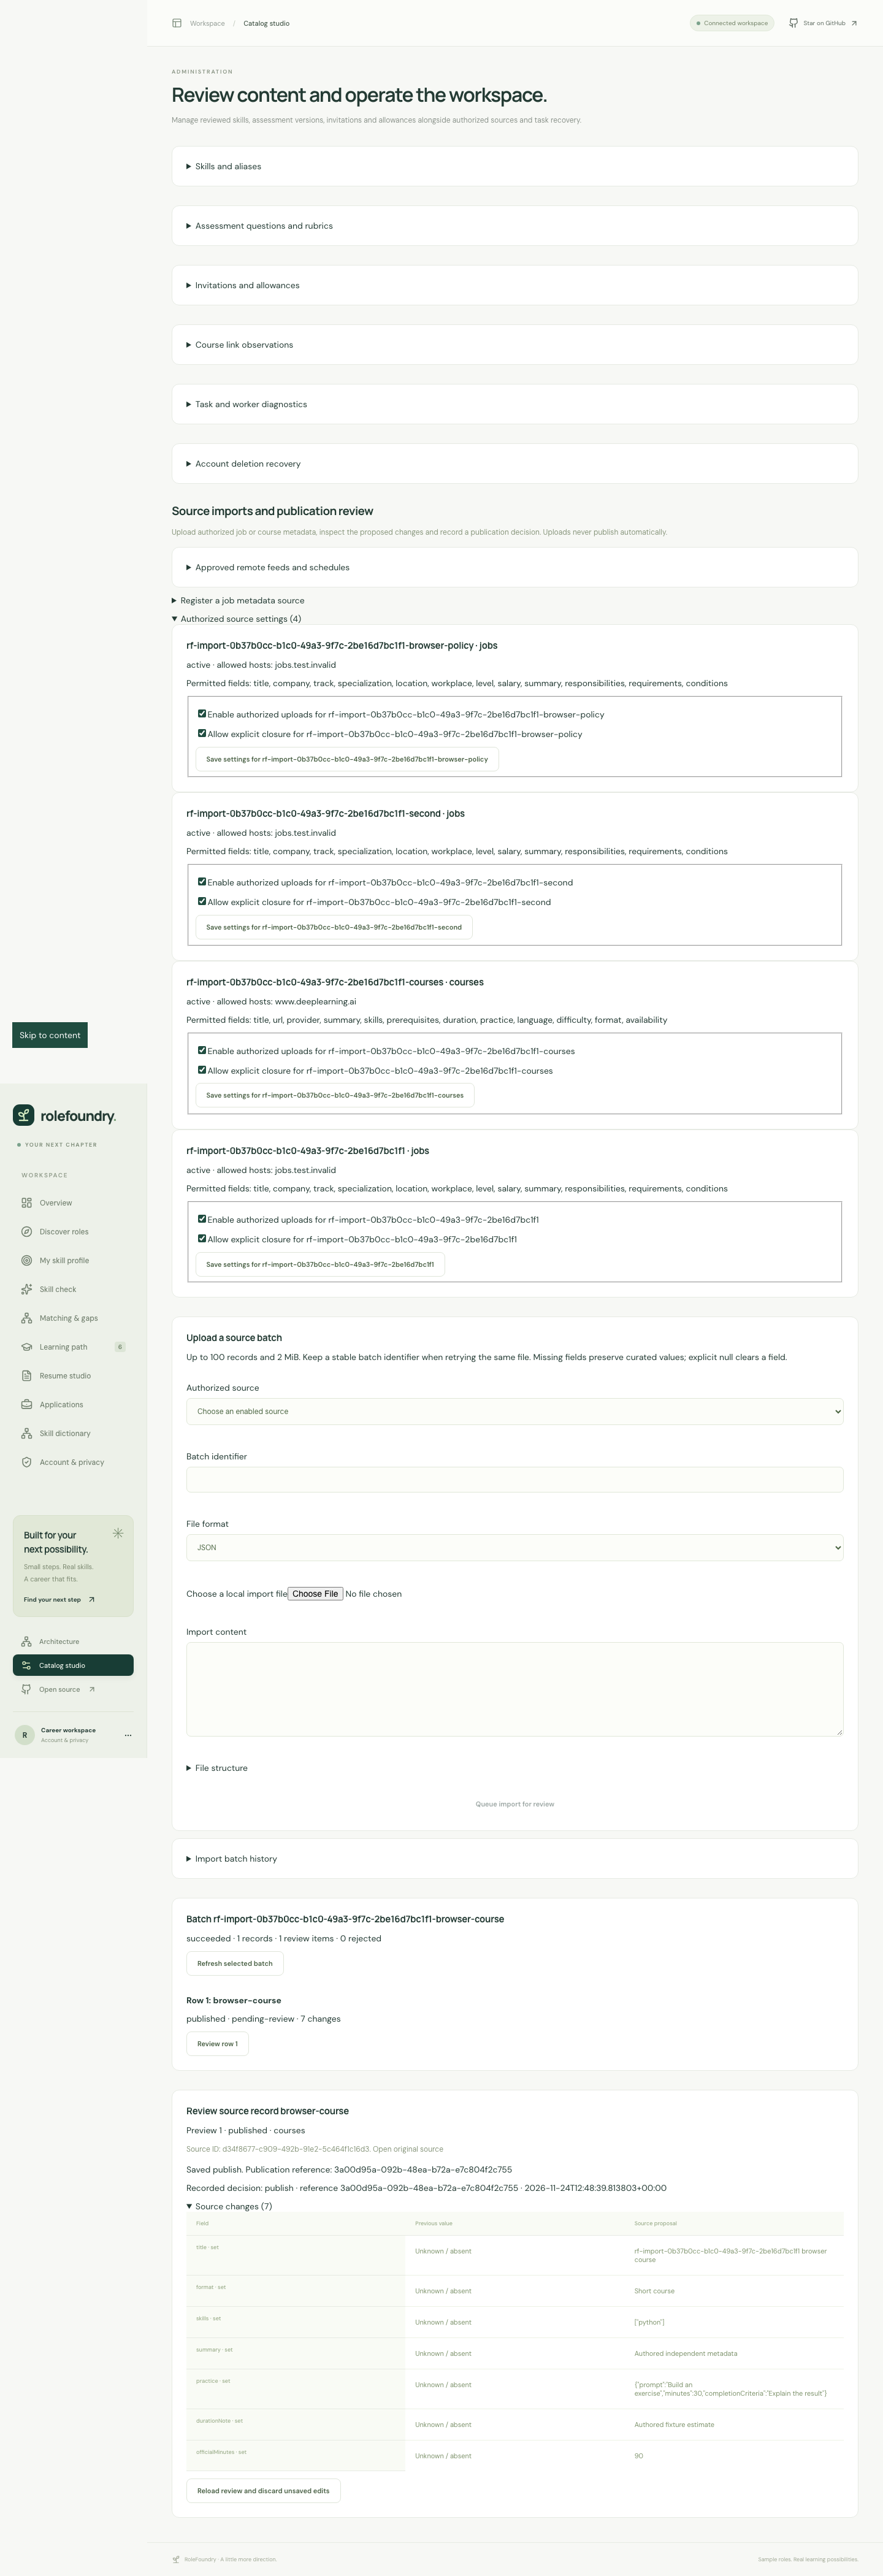 Workspace / Catalog studio
Connected workspace
Star on GitHub
ADMINISTRATION
Review content and operate the workspace.
Manage reviewed skills, assessment versions, invitations and allowances alongside authorized sources and task recovery.
Skills and aliases
Assessment questions and rubrics
Invitations and allowances
Course link observations
Task and worker diagnostics
Account deletion recovery
Source imports and publication review
Upload authorized job or course metadata, inspect the proposed changes and record a publication decision. Uploads never publish automatically.
Approved remote feeds and schedules
Register a job metadata source
Authorized source settings (4)
rf-import-0b37b0cc-b1c0-49a3-9f7c-2be16d7bc1f1-browser-policy · jobs
active · allowed hosts: jobs.test.invalid
Permitted fields: title, company, track, specialization, location, workplace, level, salary, summary, responsibilities, requirements, conditions
Enable authorized uploads for rf-import-0b37b0cc-b1c0-49a3-9f7c-2be16d7bc1f1-browser-policy
Allow explicit closure for rf-import-0b37b0cc-b1c0-49a3-9f7c-2be16d7bc1f1-browser-policy
Save settings for rf-import-0b37b0cc-b1c0-49a3-9f7c-2be16d7bc1f1-browser-policy
rf-import-0b37b0cc-b1c0-49a3-9f7c-2be16d7bc1f1-second · jobs
active · allowed hosts: jobs.test.invalid
Permitted fields: title, company, track, specialization, location, workplace, level, salary, summary, responsibilities, requirements, conditions
Enable authorized uploads for rf-import-0b37b0cc-b1c0-49a3-9f7c-2be16d7bc1f1-second
Allow explicit closure for rf-import-0b37b0cc-b1c0-49a3-9f7c-2be16d7bc1f1-second
Save settings for rf-import-0b37b0cc-b1c0-49a3-9f7c-2be16d7bc1f1-second
rf-import-0b37b0cc-b1c0-49a3-9f7c-2be16d7bc1f1-courses · courses
active · allowed hosts: www.deeplearning.ai
Permitted fields: title, url, provider, summary, skills, prerequisites, duration, practice, language, difficulty, format, availability
Enable authorized uploads for rf-import-0b37b0cc-b1c0-49a3-9f7c-2be16d7bc1f1-courses
Allow explicit closure for rf-import-0b37b0cc-b1c0-49a3-9f7c-2be16d7bc1f1-courses
Save settings for rf-import-0b37b0cc-b1c0-49a3-9f7c-2be16d7bc1f1-courses
rf-import-0b37b0cc-b1c0-49a3-9f7c-2be16d7bc1f1 · jobs
active · allowed hosts: jobs.test.invalid
Permitted fields: title, company, track, specialization, location, workplace, level, salary, summary, responsibilities, requirements, conditions
Enable authorized uploads for rf-import-0b37b0cc-b1c0-49a3-9f7c-2be16d7bc1f1
Allow explicit closure for rf-import-0b37b0cc-b1c0-49a3-9f7c-2be16d7bc1f1
Save settings for rf-import-0b37b0cc-b1c0-49a3-9f7c-2be16d7bc1f1
Skip to content
rolefoundry.
YOUR NEXT CHAPTER
WORKSPACE
Overview
Discover roles
My skill profile
Skill check
Matching & gaps
Learning path 6
Resume studio
Applications
Skill dictionary
Account & privacy
Built for your
next possibility.
Small steps. Real skills.
A career that fits.
Find your next step
Architecture
Catalog studio
Open source
R
Career workspace
Account & privacy
Upload a source batch
Up to 100 records and 2 MiB. Keep a stable batch identifier when retrying the same file. Missing fields preserve curated values; explicit null clears a field.
Authorized source
Choose an enabled source
Batch identifier
File format
JSON
Choose a local import file Choose File No file chosen
Import content
File structure
Queue import for review
Import batch history
Batch rf-import-0b37b0cc-b1c0-49a3-9f7c-2be16d7bc1f1-browser-course
succeeded · 1 records · 1 review items · 0 rejected
Refresh selected batch
Row 1: browser-course
published · pending-review · 7 changes
Review row 1
Review source record browser-course
Preview 1 · published · courses
Source ID: d34f8677-c909-492b-91e2-5c464f1c16d3. Open original source
Saved publish. Publication reference: 3a00d95a-092b-48ea-b72a-e7c804f2c755
Recorded decision: publish · reference 3a00d95a-092b-48ea-b72a-e7c804f2c755 · 2026-11-24T12:48:39.813803+00:00
Source changes (7)
Field Previous value Source proposal
title · set Unknown / absent rf-import-0b37b0cc-b1c0-49a3-9f7c-2be16d7bc1f1 browser
course
format · set Unknown / absent Short course
skills · set Unknown / absent ["python"]
summary · set Unknown / absent Authored independent metadata
practice · set Unknown / absent {"prompt":"Build an
exercise","minutes":30,"completionCriteria":"Explain the result"}
durationNote · set Unknown / absent Authored fixture estimate
officialMinutes · set Unknown / absent 90
Reload review and discard unsaved edits
RoleFoundry · A little more direction.
Sample roles. Real learning possibilities.